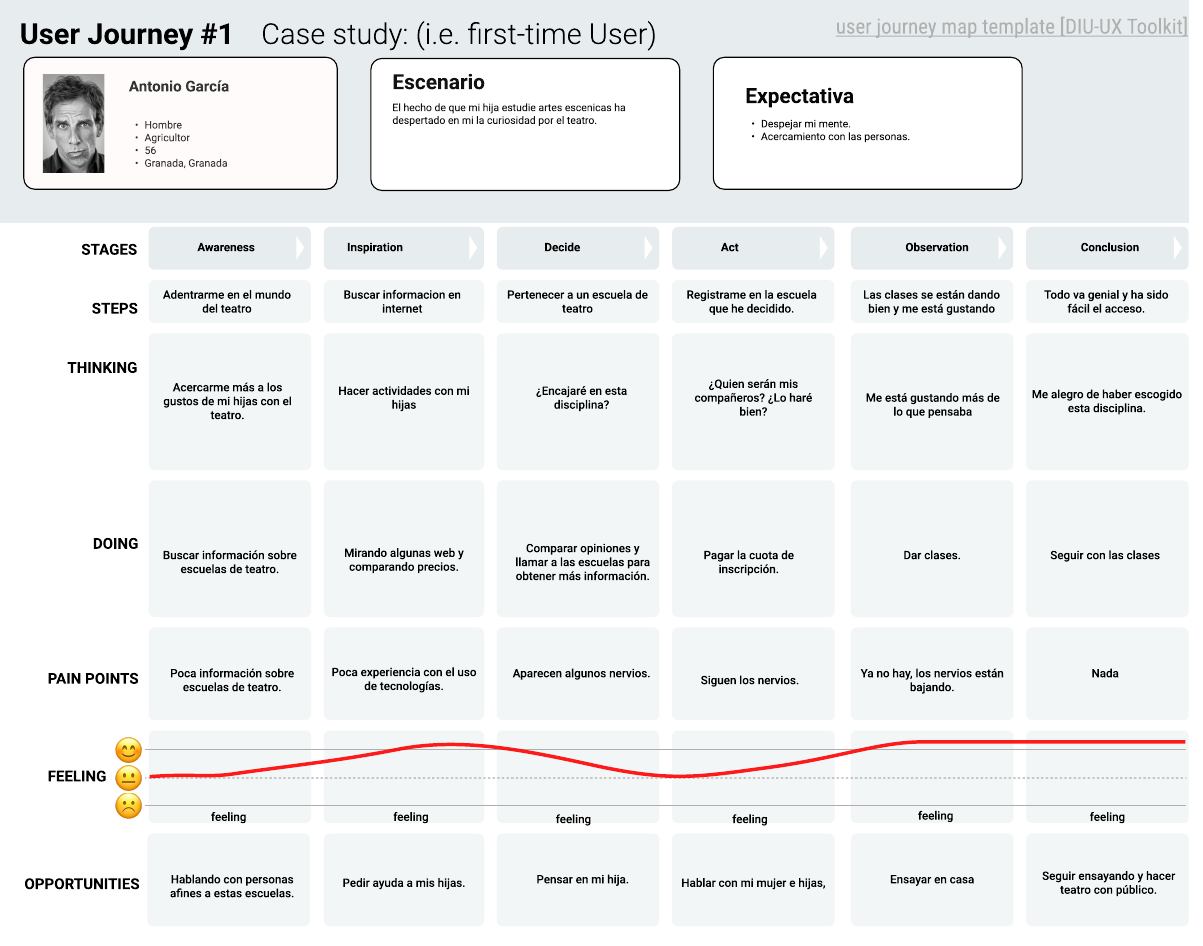 User Journey #1 Case study: (i.e. first-time User)
user journey map template [DIU-UX Toolkit]
Antonio García
• Hombre
• Agricultor
• 56
• Granada, Granada
Escenario
El hecho de que mi hija estudie artes escenicas ha
despertado en mi la curiosidad por el teatro.
Expectativa
• Despejar mi mente.
• Acercamiento con las personas.
STAGES
Awareness
Inspiration
Decide
Act
Observation
Conclusion
STEPS
Adentrarme en el mundo
del teatro
Buscar informacion en
internet
Pertenecer a un escuela de
teatro
Registrame en la escuela
que he decidido.
Las clases se están dando
bien y me está gustando
Todo va genial y ha sido
fácil el acceso.
THINKING
Acercarme más a los
gustos de mi hijas con el
teatro.
Hacer actividades con mi
hijas
¿Encajaré en esta
disciplina?
¿Quien serán mis
compañeros? ¿Lo haré
bien?
Me está gustando más de
lo que pensaba
Me alegro de haber escogido
esta disciplina.
DOING
Buscar información sobre
escuelas de teatro.
Mirando algunas web y
comparando precios.
Comparar opiniones y
llamar a las escuelas para
obtener más información.
Pagar la cuota de
inscripción.
Dar clases.
Seguir con las clases
PAIN POINTS
Poca información sobre
escuelas de teatro.
Poca experiencia con el uso
de tecnologías.
Aparecen algunos nervios.
Siguen los nervios.
Ya no hay, los nervios están
bajando.
Nada
FEELING
feeling
feeling
feeling
feeling
feeling
feeling
OPPORTUNITIES
Hablando con personas
afines a estas escuelas.
Pedir ayuda a mis hijas.
Pensar en mi hija.
Hablar con mi mujer e hijas,
Ensayar en casa
Seguir ensayando y hacer
teatro con público.